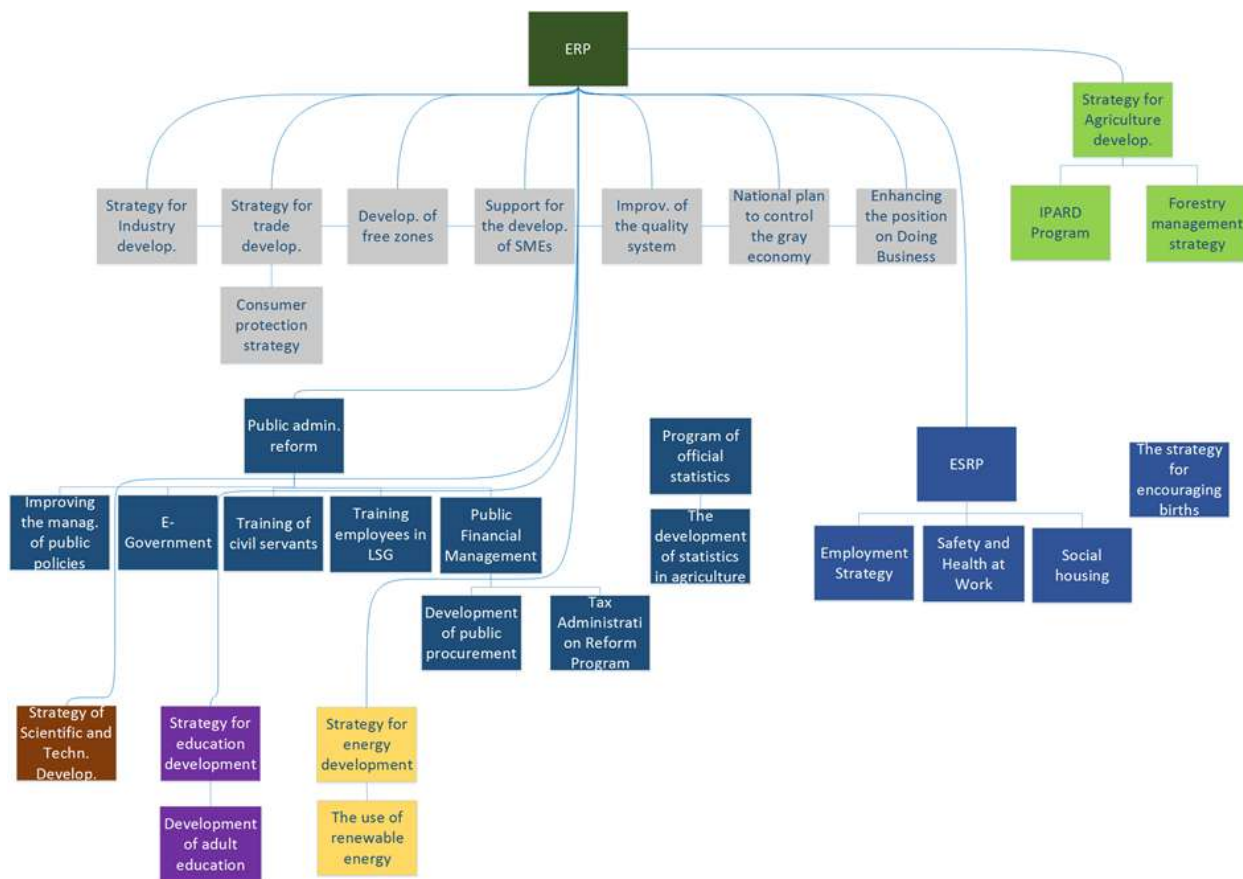 ERP
Strategy for
Agriculture
develop.
IPARD
Program
Forestry
management
strategy
Strategy for
Industry
develop.
Strategy for
trade
develop.
Develop. of
free zones
Support for
the develop.
of SMEs
Improv. of
the quality
system
National plan
to control
the gray
economy
Enhancing
the position
on Doing
Business
Consumer
protection
strategy
Public admin.
reform
Improving
the manag.
of public
policies
E-
Government
Training of
civil servants
Training
employees in
LSG
Public
Financial
Management
Development
of public
procurement
Tax
Administrati
on Reform
Program
Program of
official
statistics
The
development
of statistics
in agriculture
ESRP
Employment
Strategy
Safety and
Health at
Work
Social
housing
The strategy
for
encouraging
births
Strategy of
Scientific and
Techn.
Develop.
Strategy for
education
development
Development
of adult
education
Strategy for
energy
development
The use of
renewable
energy